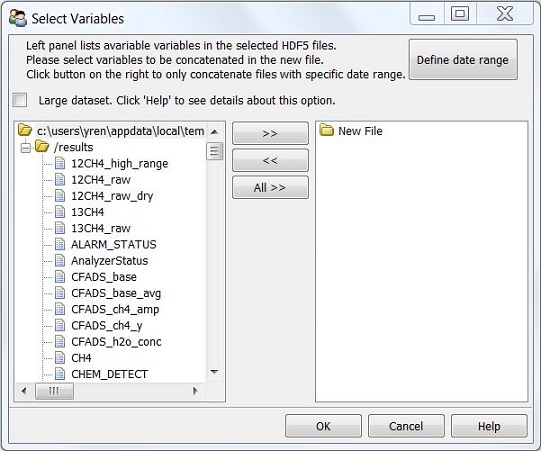 Select Variables
Left panel lists avariable variables in the selected HDF5 files.
Please select variables to be concatenated in the new file.
Click button on the right to only concatenate files with specific date range.
Define date range
Large dataset. Click 'Help' to see details about this option.
c:\users\yren\appdata\local\tem
/results
12CH4_high_range
12CH4_raw
12CH4_raw_dry
13CH4
13CH4_raw
ALARM_STATUS
AnalyzerStatus
CFADS_base
CFADS_base_avg
CFADS_ch4_amp
CFADS_ch4_y
CFADS_h2o_conc
CH4
CHEM_DETECT
>>
<<
All >>
New File
OK
Cancel
Help